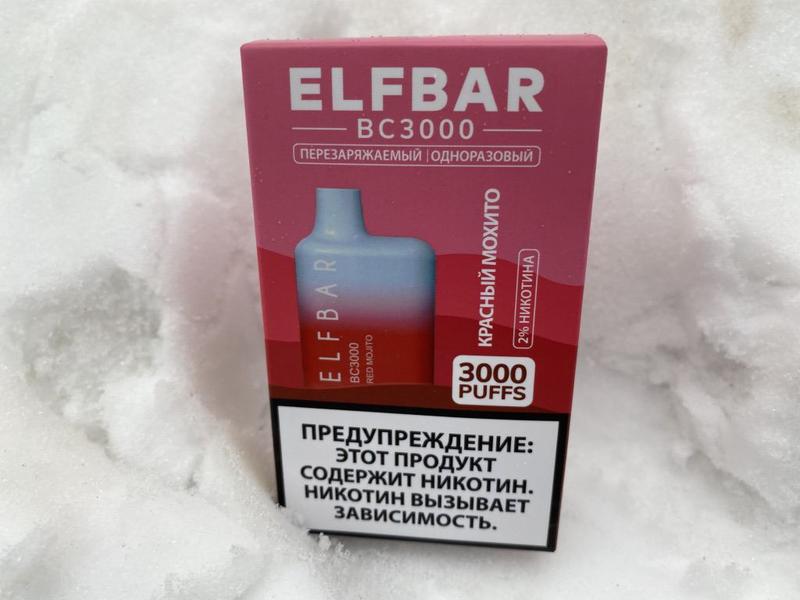 ELFBAR
BC3000
ПЕРЕЗАРЯЖАЕМЫЙ | ОДНОРАЗОВЫЙ
КРАСНЫЙ МОХИТО
2% НИКОТИНА
ELFBAR
BC3000
RED MOJITO
3000
PUFFS
ПРЕДУПРЕЖДЕНИЕ:
ЭТОТ ПРОДУКТ
СОДЕРЖИТ НИКОТИН.
НИКОТИН ВЫЗЫВАЕТ
ЗАВИСИМОСТЬ.